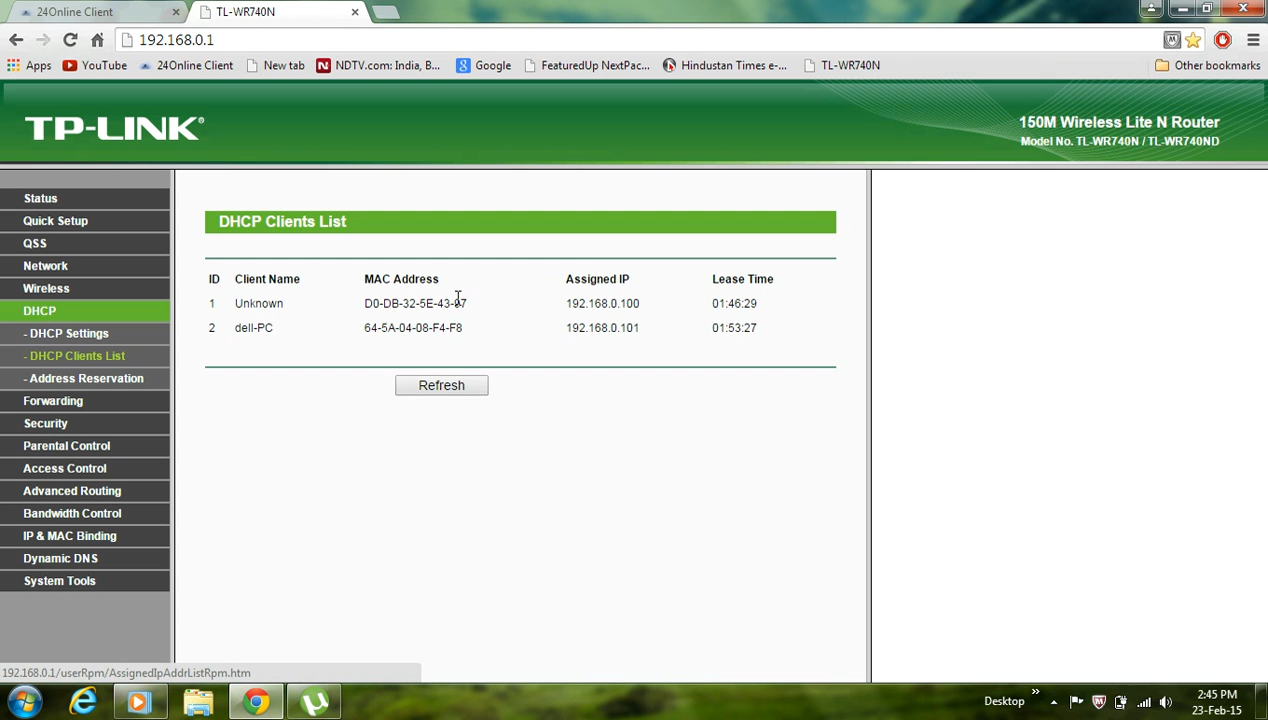 24Online Client
TL-WR740N
192.168.0.1
Apps YouTube 24Online Client New tab NDTV.com: India, B... Google FeaturedUp NextPac... Hindustan Times e-... TL-WR740N Other bookmarks
TP-LINK®
150M Wireless Lite N Router
Model No. TL-WR740N / TL-WR740ND
Status
Quick Setup
QSS
Network
Wireless
DHCP
- DHCP Settings
- DHCP Clients List
- Address Reservation
Forwarding
Security
Parental Control
Access Control
Advanced Routing
Bandwidth Control
IP & MAC Binding
Dynamic DNS
System Tools
DHCP Clients List
ID Client Name MAC Address Assigned IP Lease Time
1 Unknown 192.168.0.100 01:46:29
2 dell-PC 64-5A-04-08-F4-F8 192.168.0.101 01:53:27
Refresh
192.168.0.1/userRpm/AssignedIpAddrListRpm.htm
Desktop »
2:45 PM
23-Feb-15